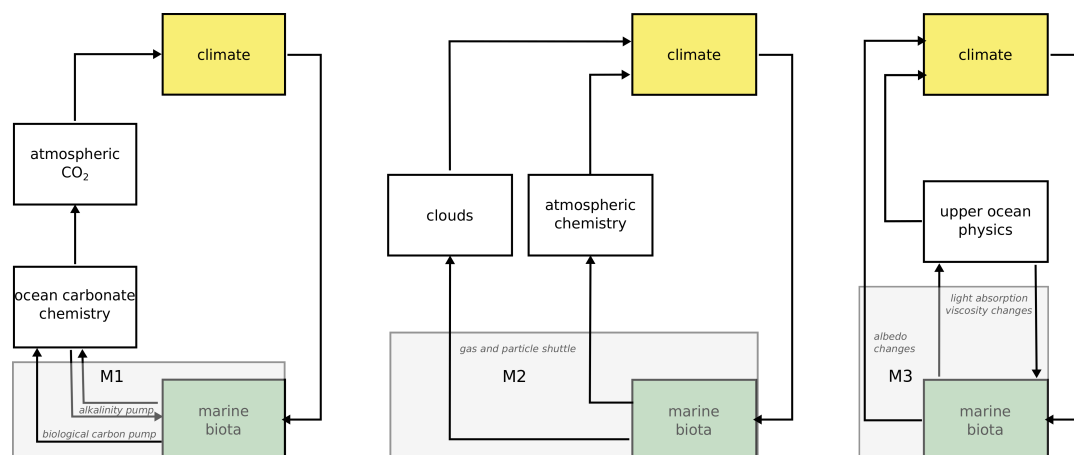 climate
atmospheric
CO₂
ocean carbonate
chemistry
M1
alkalinity pump
biological carbon pump
marine
biota
climate
clouds
atmospheric
chemistry
gas and particle shuttle
M2
marine
biota
climate
upper ocean
physics
light absorption
viscosity changes
albedo
changes
M3
marine
biota